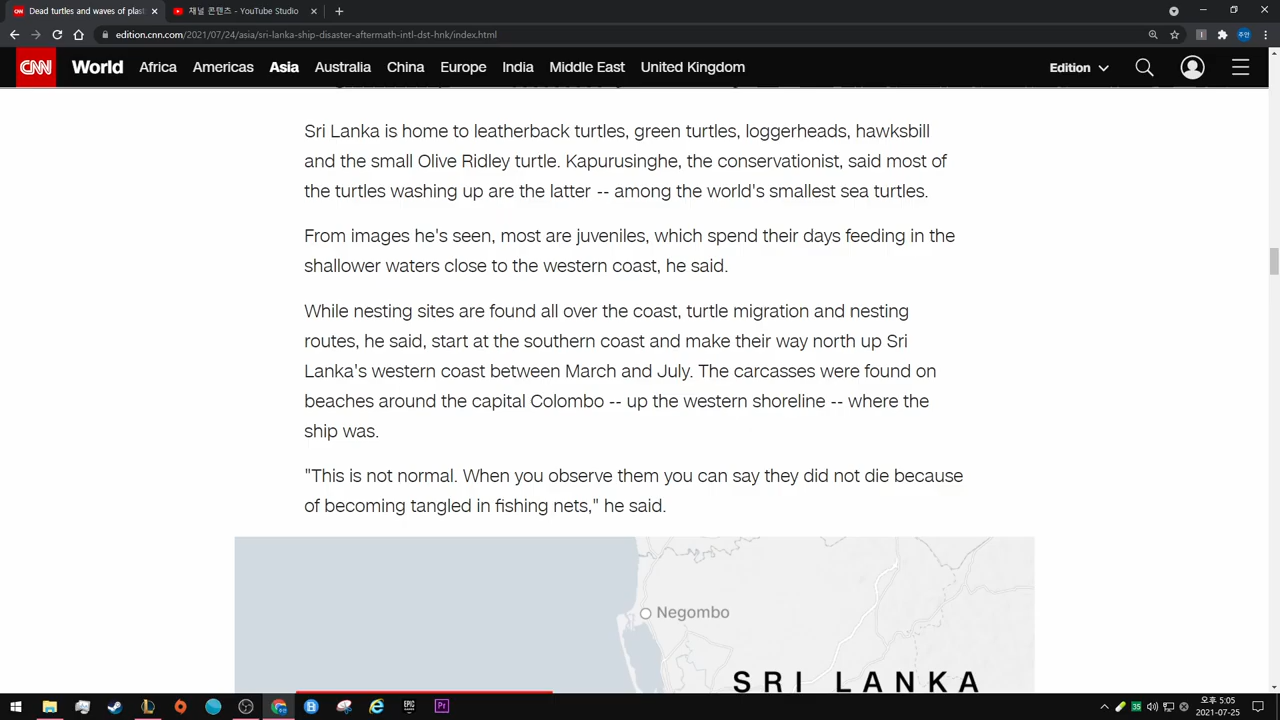 Dead turtles and waves of plast
채널 콘텐츠 - YouTube Studio
edition.cnn.com/2021/07/24/asia/sri-lanka-ship-disaster-aftermath-intl-dst-hnk/index.html
주안
CNN World Africa Americas Asia Australia China Europe India Middle East United Kingdom Edition
Sri Lanka is home to leatherback turtles, green turtles, loggerheads, hawksbill
and the small Olive Ridley turtle. Kapurusinghe, the conservationist, said most of
the turtles washing up are the latter -- among the world's smallest sea turtles.
From images he's seen, most are juveniles, which spend their days feeding in the
shallower waters close to the western coast, he said.
While nesting sites are found all over the coast, turtle migration and nesting
routes, he said, start at the southern coast and make their way north up Sri
Lanka's western coast between March and July. The carcasses were found on
beaches around the capital Colombo -- up the western shoreline -- where the
ship was.
"This is not normal. When you observe them you can say they did not die because
of becoming tangled in fishing nets," he said.
Negombo
SRI LANKA
EPIC
Pr
35
오후 5:05
2021-07-25